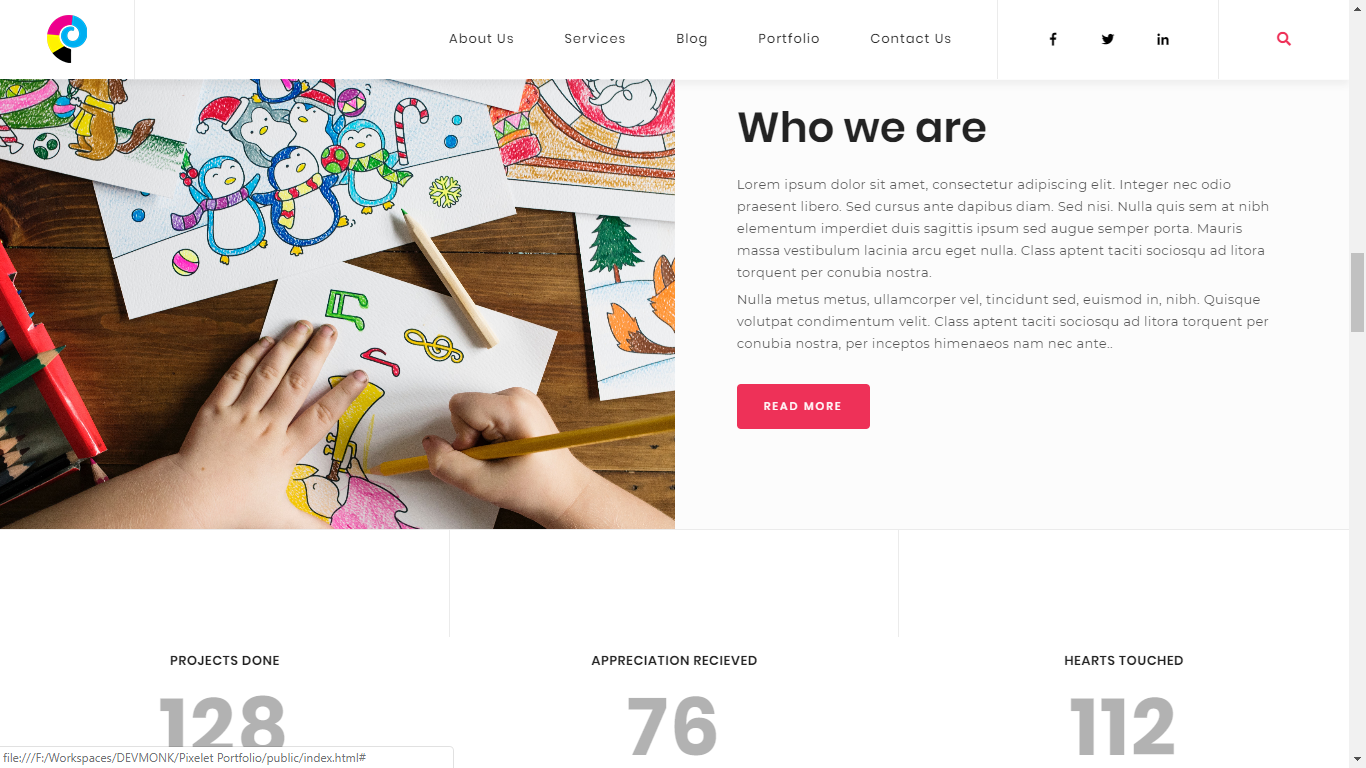 About Us Services Blog Portfolio Contact Us
Who we are
Lorem ipsum dolor sit amet, consectetur adipiscing elit. Integer nec odio
praesent libero. Sed cursus ante dapibus diam. Sed nisi. Nulla quis sem at nibh
elementum imperdiet duis sagittis ipsum sed augue semper porta. Mauris
massa vestibulum lacinia arcu eget nulla. Class aptent taciti sociosqu ad litora
torquent per conubia nostra.
Nulla metus metus, ullamcorper vel, tincidunt sed, euismod in, nibh. Quisque
volutpat condimentum velit. Class aptent taciti sociosqu ad litora torquent per
conubia nostra, per inceptos himenaeos nam nec ante..
READ MORE
PROJECTS DONE
128
APPRECIATION RECIEVED
76
HEARTS TOUCHED
112
file:///F:/Workspaces/DEVMONK/Pixelet Portfolio/public/index.html#